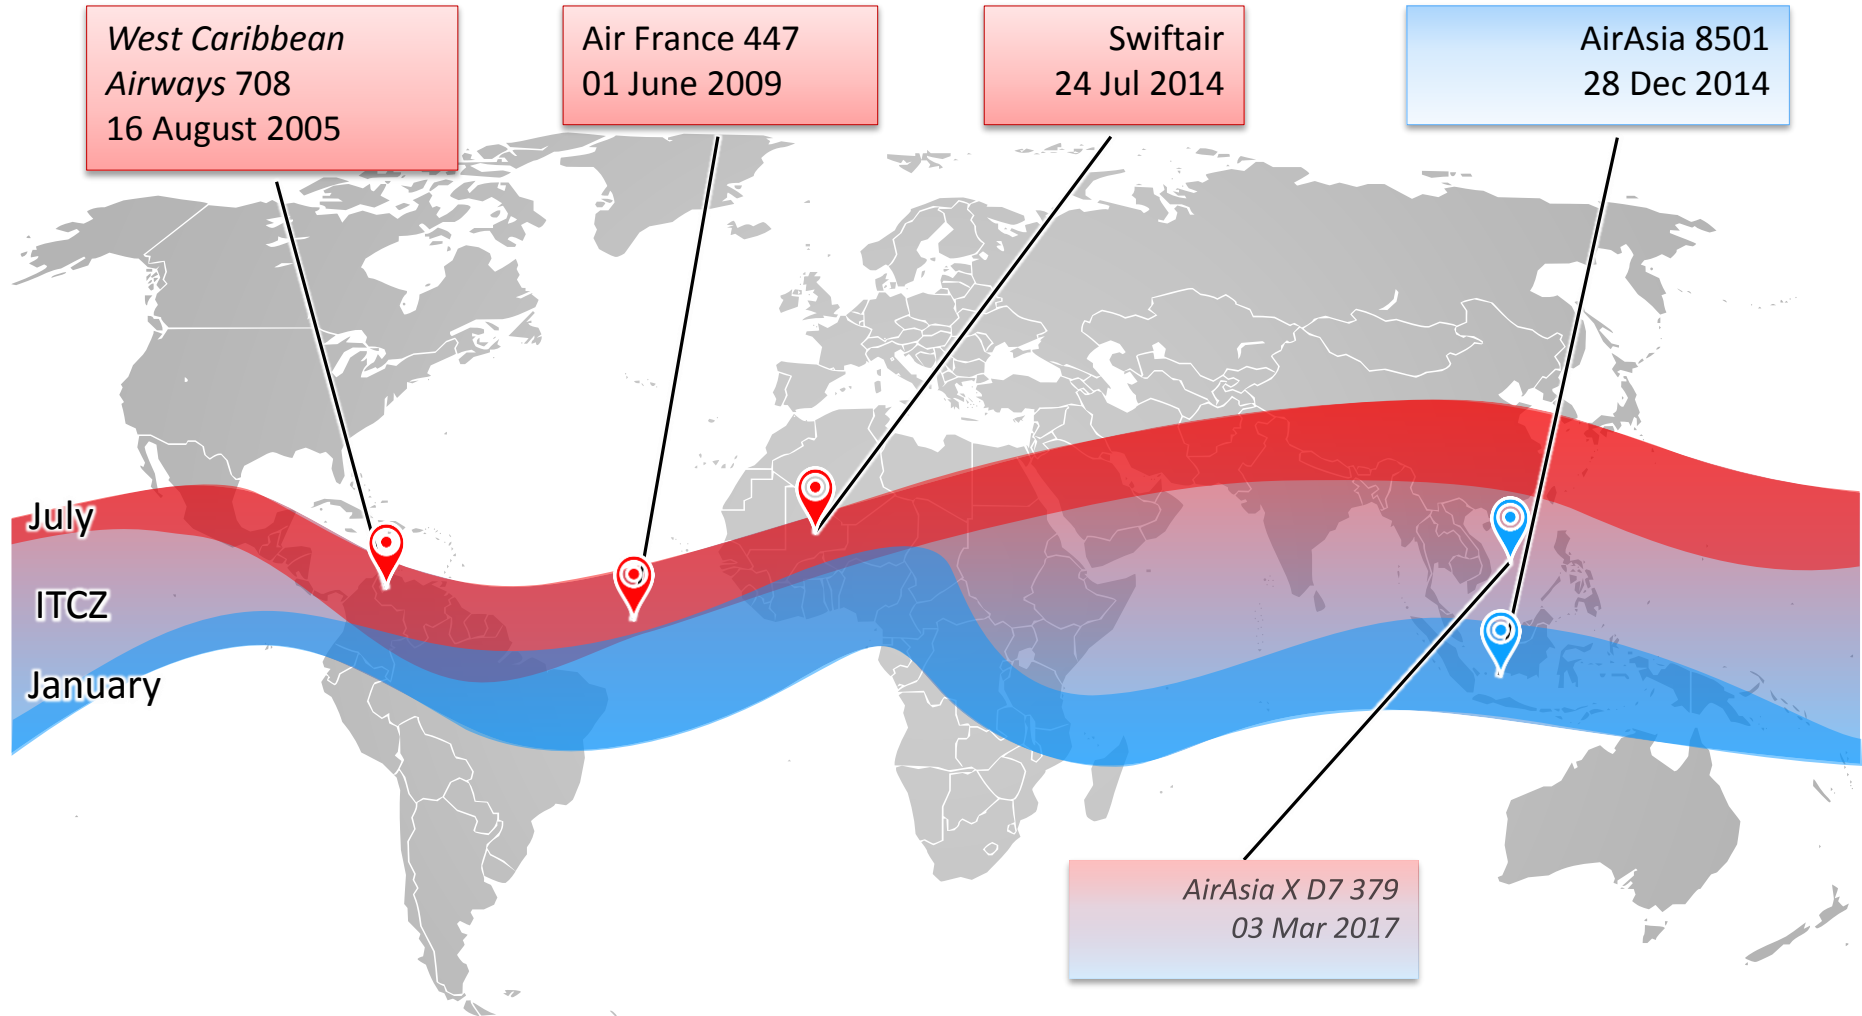 West Caribbean
Airways 708
16 August 2005
Air France 447
01 June 2009
Swiftair
24 Jul 2014
AirAsia 8501
28 Dec 2014
July
ITCZ
January
AirAsia X D7 379
03 Mar 2017